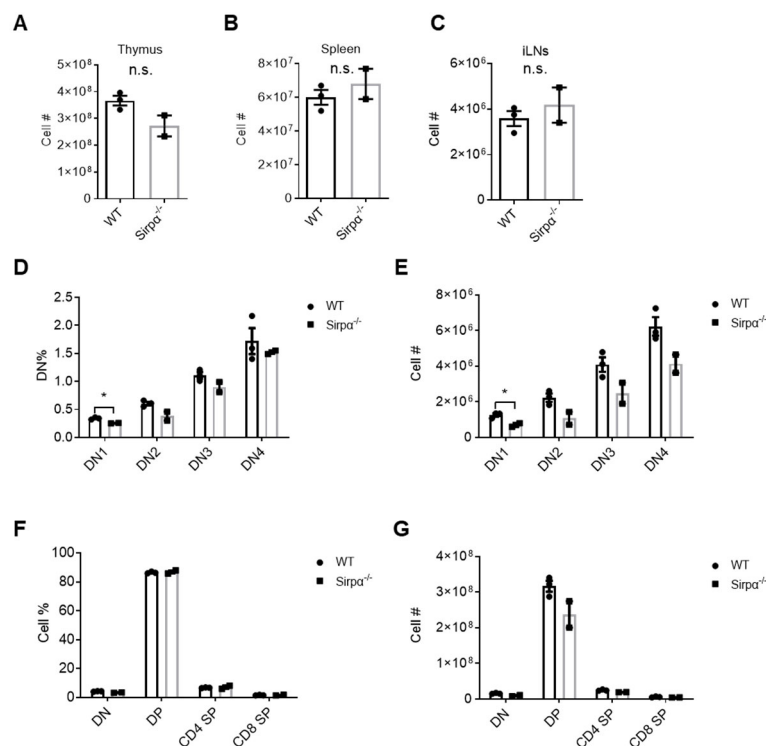 A
Thymus
n.s.
Cell #
5×10⁸
4×10⁸
3×10⁸
2×10⁸
1×10⁸
0
WT
Sirpα⁻/⁻
B
Spleen
n.s.
Cell #
8×10⁷
6×10⁷
4×10⁷
2×10⁷
0
WT
Sirpα⁻/⁻
C
iLNs
n.s.
Cell #
6×10⁶
4×10⁶
2×10⁶
0
WT
Sirpα⁻/⁻
D
DN%
2.5
2.0
1.5
1.0
0.5
0.0
*
DN1
DN2
DN3
DN4
WT
Sirpα⁻/⁻
E
Cell #
8×10⁶
6×10⁶
4×10⁶
2×10⁶
0
*
DN1
DN2
DN3
DN4
WT
Sirpα⁻/⁻
F
Cell %
100
80
60
40
20
0
DN
DP
CD4 SP
CD8 SP
WT
Sirpα⁻/⁻
G
Cell #
4×10⁸
3×10⁸
2×10⁸
1×10⁸
0
DN
DP
CD4 SP
CD8 SP
WT
Sirpα⁻/⁻